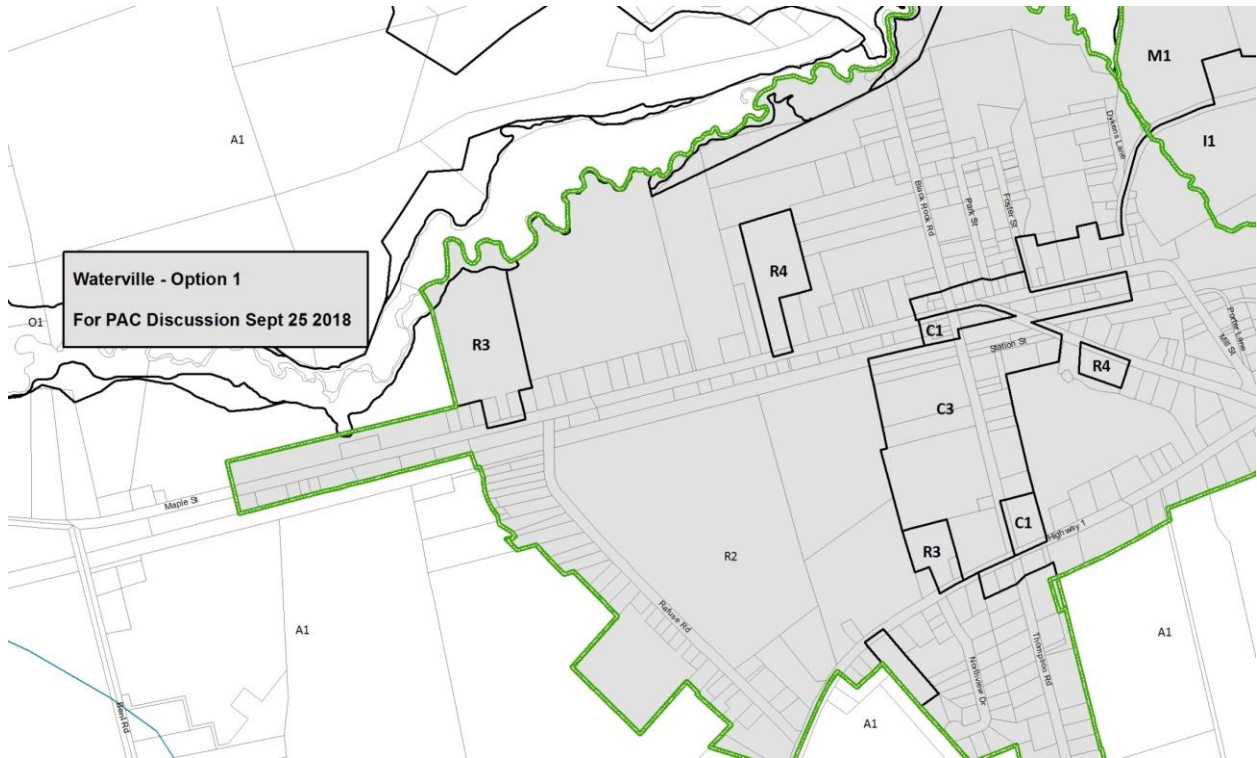 M1
I1
A1
Dykens Lane
Black Rock Rd
Park St
Foster St
Waterville - Option 1
For PAC Discussion Sept 25 2018
R4
O1
R3
C1
Station St
Porter Lane
Mill St
R4
C3
Maple St
C1
Highway 1
R3
R2
A1
Rafuse Rd
A1
Thompson Rd
Northview Dr
Bent Rd
A1